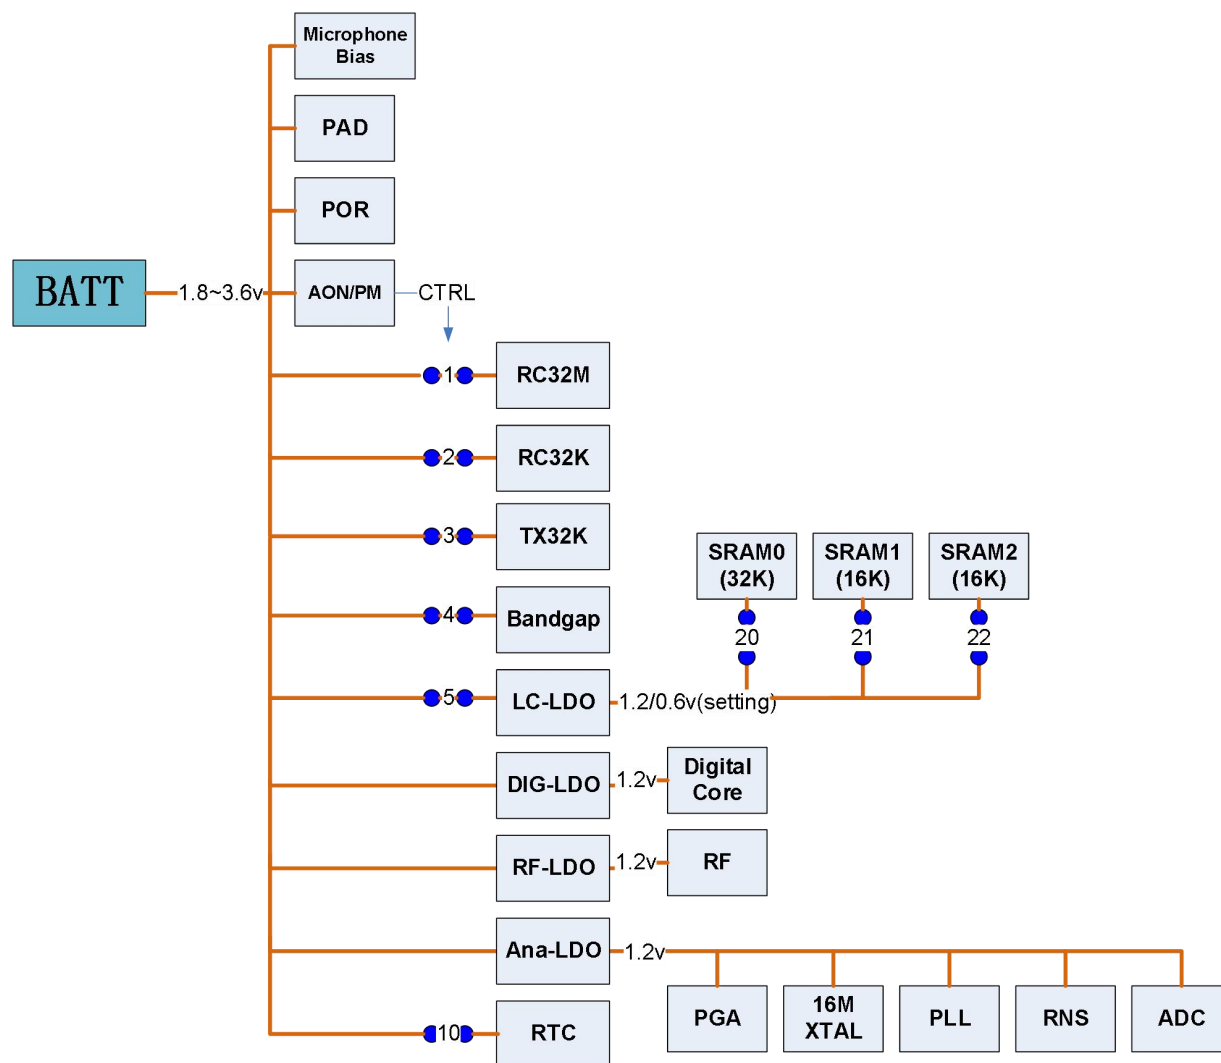 Microphone
Bias
PAD
POR
BATT
1.8~3.6v
AON/PM
CTRL
1
RC32M
2
RC32K
3
TX32K
SRAM0
(32K)
SRAM1
(16K)
SRAM2
(16K)
4
Bandgap
20
21
22
5
LC-LDO
1.2/0.6v(setting)
DIG-LDO
1.2v
Digital
Core
RF-LDO
1.2v
RF
Ana-LDO
1.2v
PGA
16M
XTAL
PLL
RNS
ADC
10
RTC